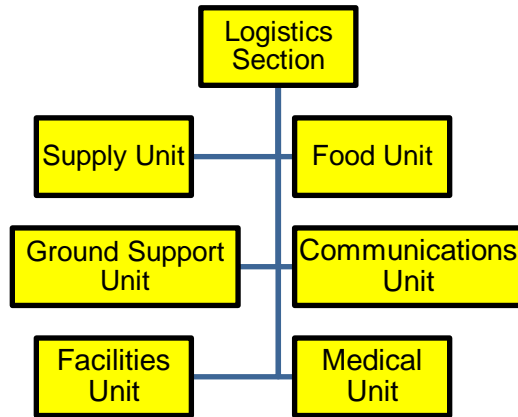 Logistics
Section
Supply Unit
Food Unit
Ground Support
Unit
Communications
Unit
Facilities
Unit
Medical
Unit